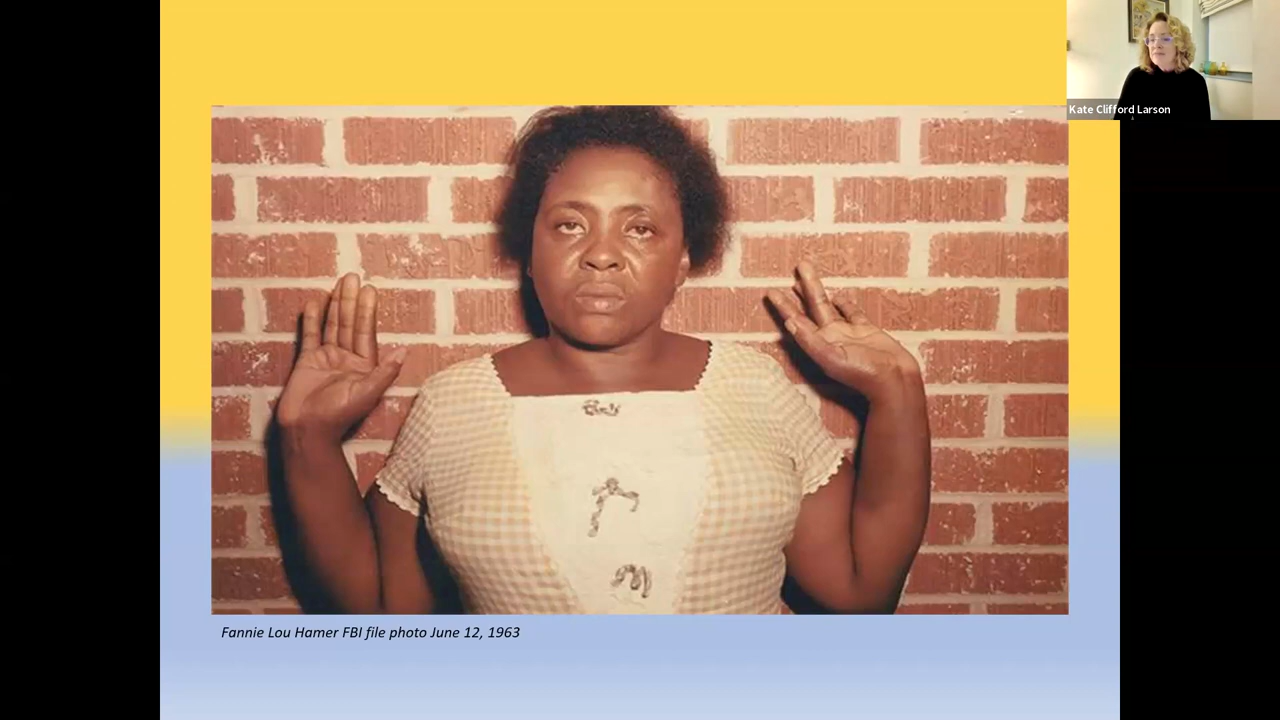 Kate Clifford Larson
Fannie Lou Hamer FBI file photo June 12, 1963